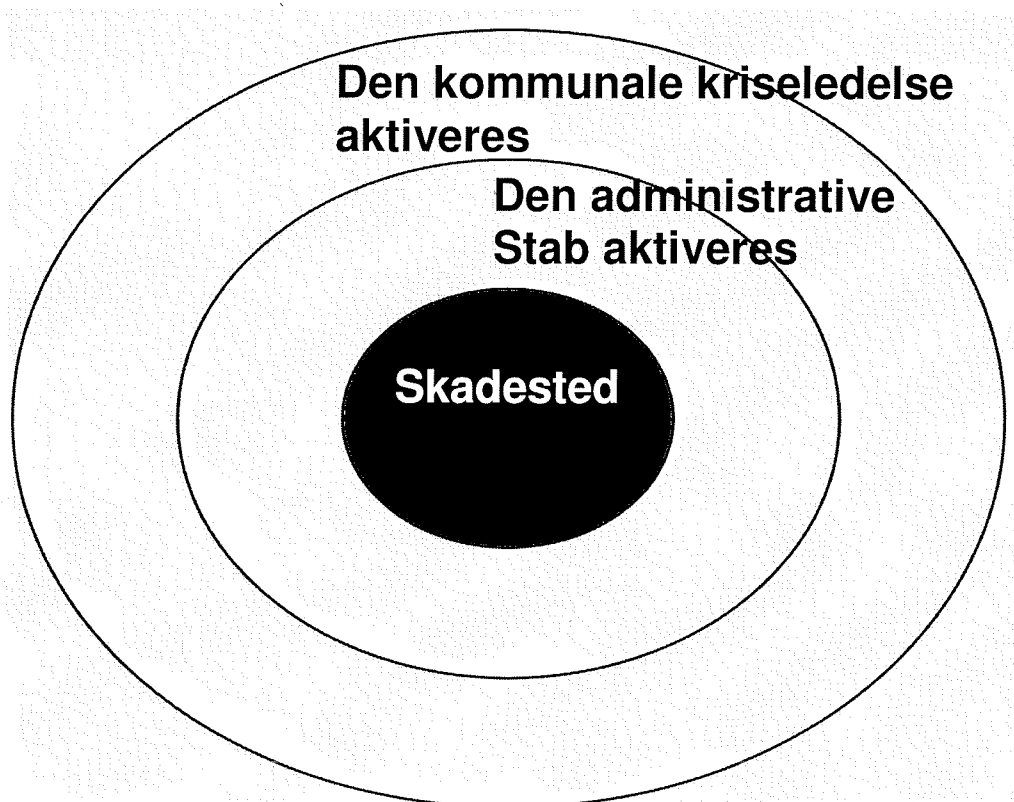 Den kommunale kriseledelse
aktiveres
Den administrative
Stab aktiveres
Skadested